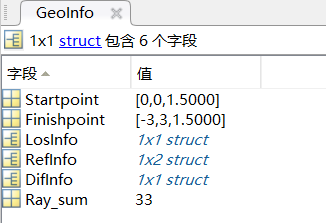 GeoInfo
1x1 struct 包含 6 个字段
字段 值
Startpoint [0,0,1.5000]
Finishpoint [-3,3,1.5000]
LosInfo 1x1 struct
RefInfo 1x2 struct
DifInfo 1x1 struct
Ray_sum 33